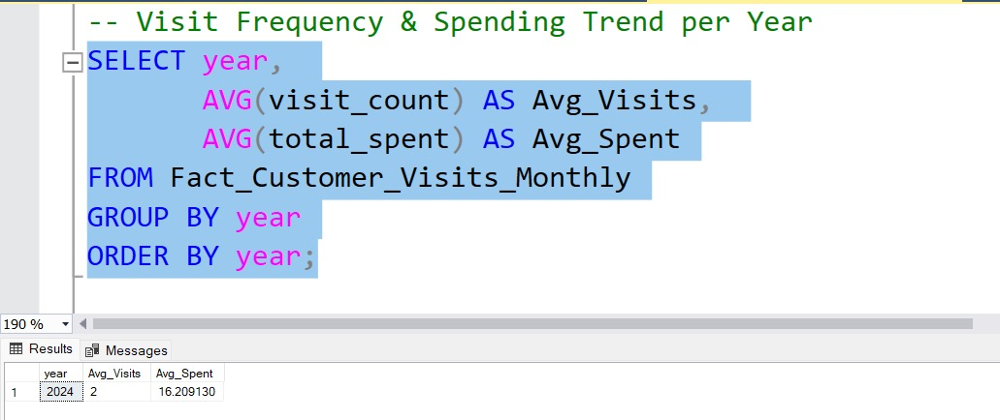 -- Visit Frequency & Spending Trend per Year
SELECT year,
AVG(visit_count) AS Avg_Visits,
AVG(total_spent) AS Avg_Spent
FROM Fact_Customer_Visits_Monthly
GROUP BY year
ORDER BY year;
190 %
Results Messages
year Avg_Visits Avg_Spent
1 2024 2 16.209130